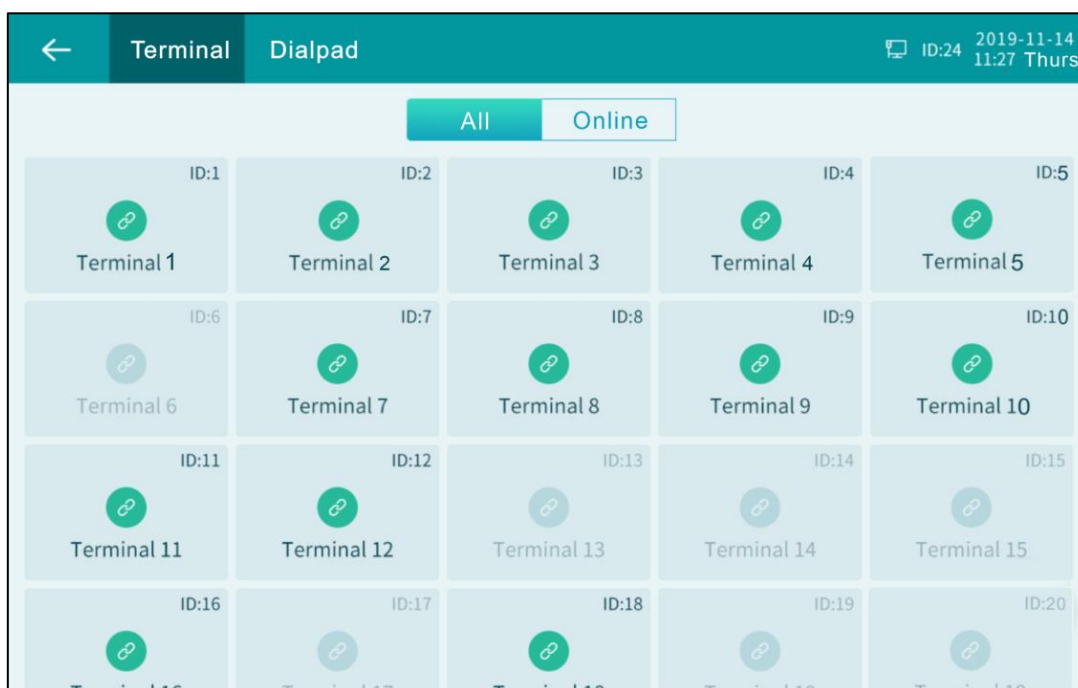 Terminal Dialpad ID:24 2019-11-14
11:27 Thurs
All Online
ID:1 ID:2 ID:3 ID:4 ID:5
Terminal 1 Terminal 2 Terminal 3 Terminal 4 Terminal 5
ID:6 ID:7 ID:8 ID:9 ID:10
Terminal 6 Terminal 7 Terminal 8 Terminal 9 Terminal 10
ID:11 ID:12 ID:13 ID:14 ID:15
Terminal 11 Terminal 12 Terminal 13 Terminal 14 Terminal 15
ID:16 ID:17 ID:18 ID:19 ID:20